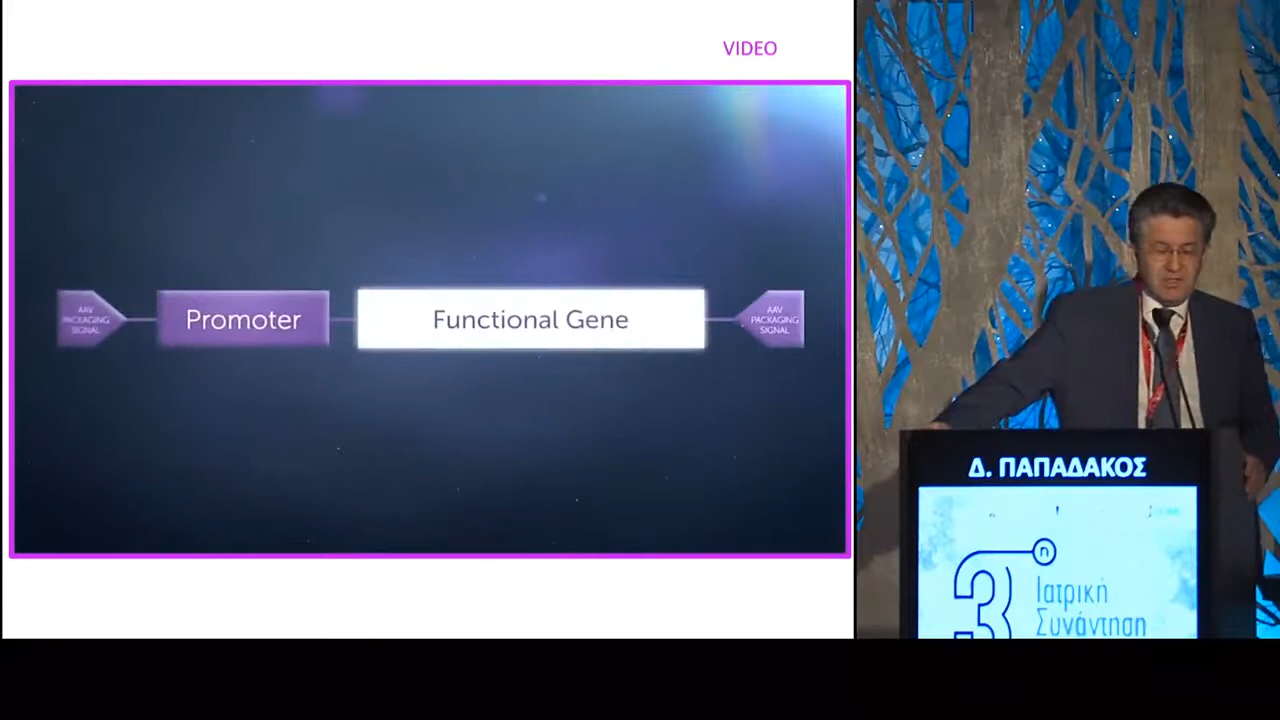 VIDEO
AAV
PACKAGING
SIGNAL
Promoter
Functional Gene
AAV
PACKAGING
SIGNAL
Δ. ΠΑΠΑΔΑΚΟΣ
3
η
Ιατρική
Συνάντηση